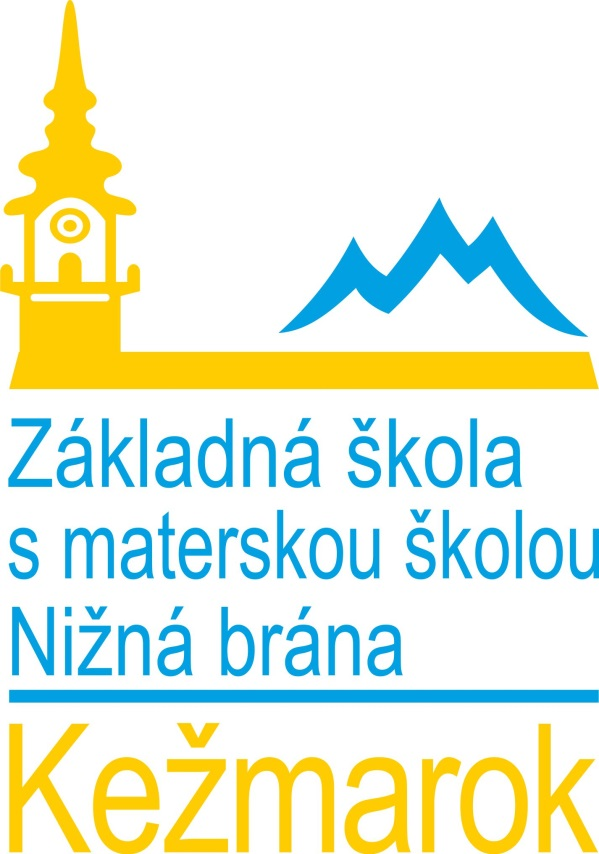 Základná škola
s materskou školou
Nižná brána
Kežmarok